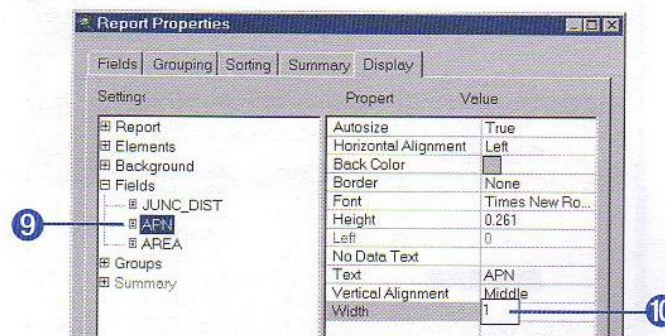 Report Properties
Fields Grouping Sorting Summary Display
Settings Propert Value
Report
Elements
Background
Fields
JUNC_DIST
APN
AREA
Groups
Summary
Autosize True
Horizontal Alignment Left
Back Color
Border None
Font Times New Ro...
Height 0.261
Left 0
No Data Text
Text APN
Vertical Alignment Middle
Width 1
9
10